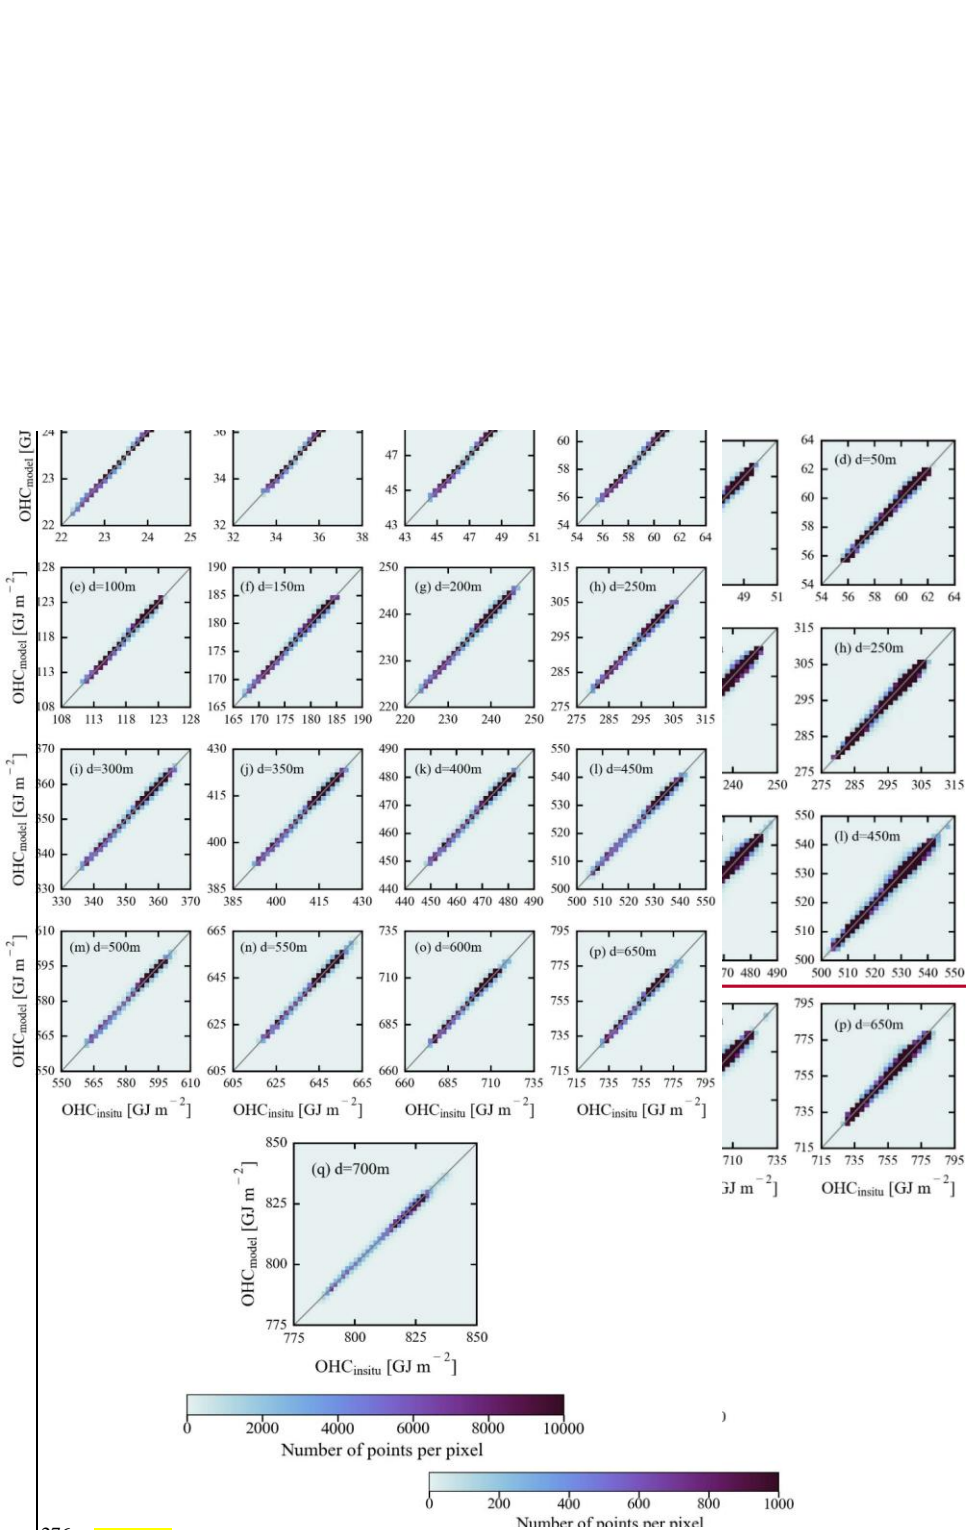 OHCmodel [GJ
24
23
22
22 23 24 25
36
34
32
32 34 36 38
47
45
43
43 45 47 49 51
60
58
56
54
54 56 58 60 62 64
49 51
(d) d=50m
64
62
60
58
56
54
54 56 58 60 62 64
OHCmodel [GJ m−2]
(e) d=100m
128
123
118
113
108
108 113 118 123 128
(f) d=150m
190
185
180
175
170
165
165 170 175 180 185 190
(g) d=200m
250
240
230
220
220 230 240 250
(h) d=250m
315
305
295
285
275
275 285 295 305 315
240 250
(h) d=250m
315
305
295
285
275
275 285 295 305 315
OHCmodel [GJ m−2]
(i) d=300m
370
360
350
340
330
330 340 350 360 370
(j) d=350m
430
415
400
385
385 400 415 430
(k) d=400m
490
480
470
460
450
440
440 450 460 470 480 490
(l) d=450m
550
540
530
520
510
500
500 510 520 530 540 550
70 480 490
(l) d=450m
550
540
530
520
510
500
500 510 520 530 540 550
OHCmodel [GJ m−2]
(m) d=500m
610
595
580
565
550
550 565 580 595 610
OHCinsitu [GJ m−2]
(n) d=550m
665
645
625
605
605 625 645 665
OHCinsitu [GJ m−2]
(o) d=600m
735
710
685
660
660 685 710 735
OHCinsitu [GJ m−2]
(p) d=650m
795
775
755
735
715
715 735 755 775 795
OHCinsitu [GJ m−2]
710 735
GJ m−2]
(p) d=650m
795
775
755
735
715
715 735 755 775 795
OHCinsitu [GJ m−2]
OHCmodel [GJ m−2]
(q) d=700m
850
825
800
775
775 800 825 850
OHCinsitu [GJ m−2]
0 2000 4000 6000 8000 10000
Number of points per pixel
0 200 400 600 800 1000
Number of points per pixel